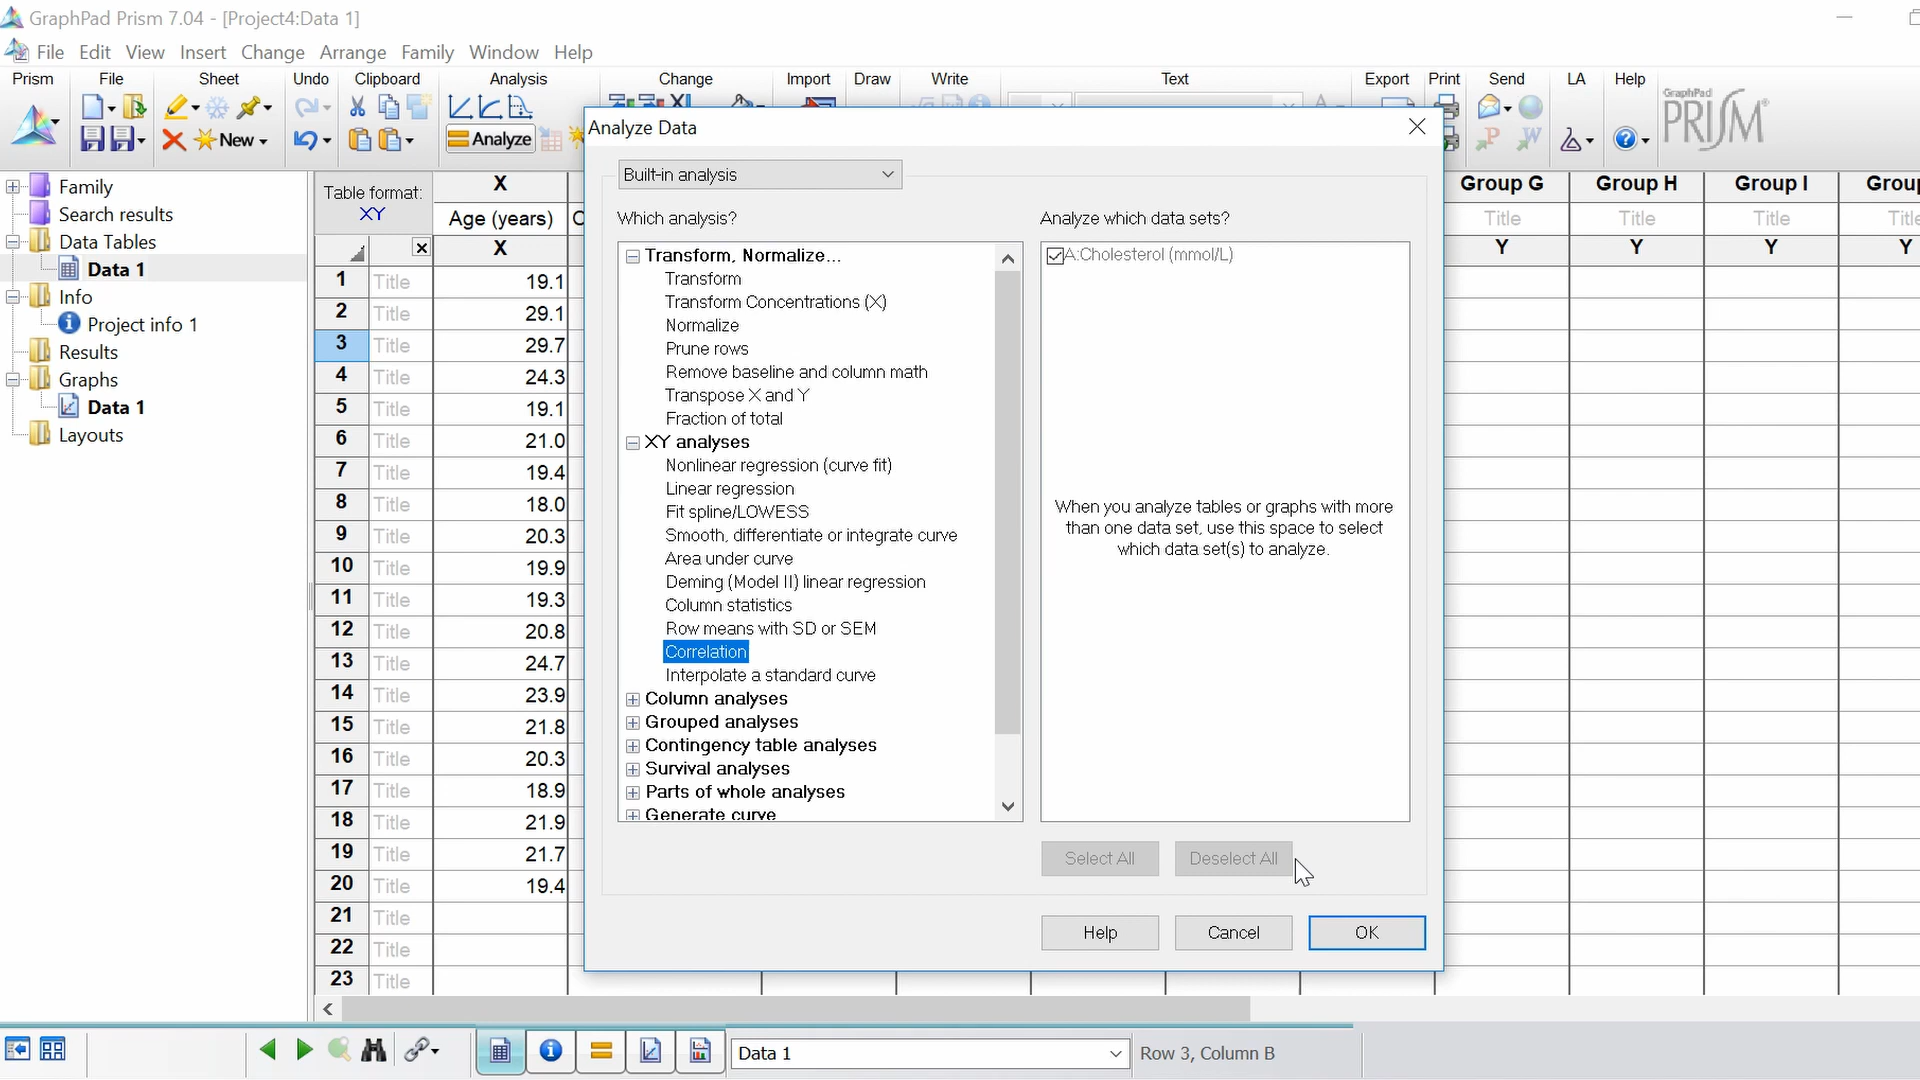 GraphPad Prism 7.04 - [Project4:Data 1]
File Edit View Insert Change Arrange Family Window Help
Prism File Sheet Undo Clipboard Analysis Change Import Draw Write Text Export Print Send LA Help
GraphPad
PRISM
New
Analyze
Family
Search results
Data Tables
Data 1
Info
Project info 1
Results
Graphs
Data 1
Layouts
Table format:
XY
X
Age (years)
X
Group G Group H Group I
Title Title Title
Y Y Y Y
1 Title 19.1
2 Title 29.1
3 Title 29.7
4 Title 24.3
5 Title 19.1
6 Title 21.0
7 Title 19.4
8 Title 18.0
9 Title 20.3
10 Title 19.9
11 Title 19.3
12 Title 20.8
13 Title 24.7
14 Title 23.9
15 Title 21.8
16 Title 20.3
17 Title 18.9
18 Title 21.9
19 Title 21.7
20 Title 19.4
21 Title
22 Title
23 Title
Analyze Data
Built-in analysis
Which analysis?
Transform, Normalize...
Transform
Transform Concentrations (X)
Normalize
Prune rows
Remove baseline and column math
Transpose X and Y
Fraction of total
XY analyses
Nonlinear regression (curve fit)
Linear regression
Fit spline/LOWESS
Smooth, differentiate or integrate curve
Area under curve
Deming (Model II) linear regression
Column statistics
Row means with SD or SEM
Correlation
Interpolate a standard curve
Column analyses
Grouped analyses
Contingency table analyses
Survival analyses
Parts of whole analyses
Generate curve
Analyze which data sets?
A:Cholesterol (mmol/L)
When you analyze tables or graphs with more
than one data set, use this space to select
which data set(s) to analyze.
Select All Deselect All
Help Cancel OK
Data 1
Row 3, Column B